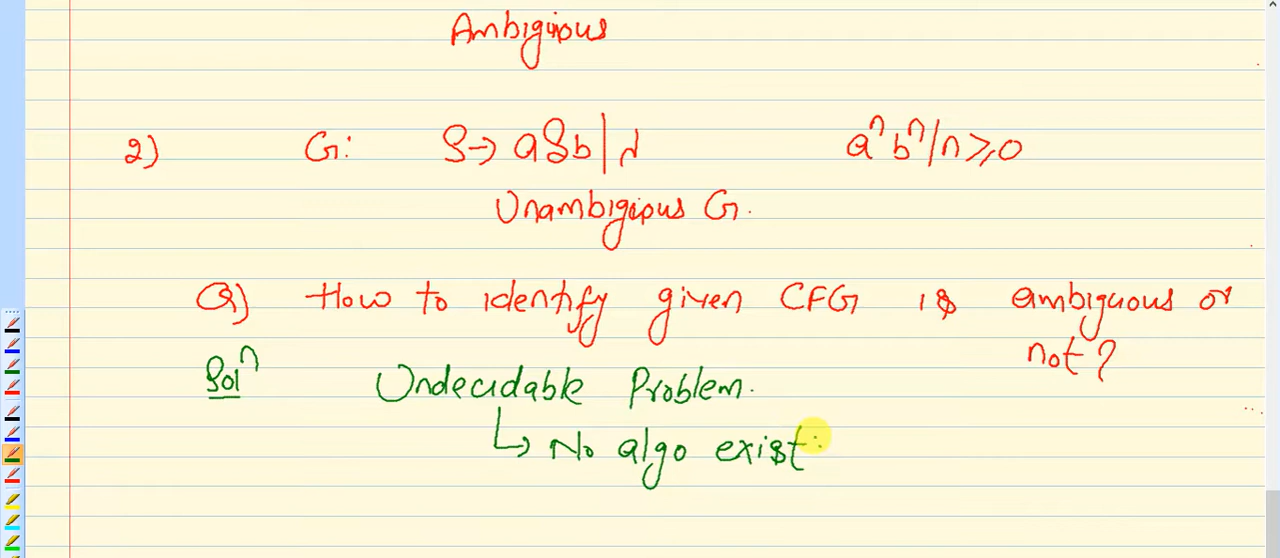 Ambiguous
2) G: S→ aSb|λ a^n b^n/n≥0
Unambigious G.
Q) How to identify given CFG is ambiguous or not?
Sol^n Undecidable Problem.
↳ No algo exist